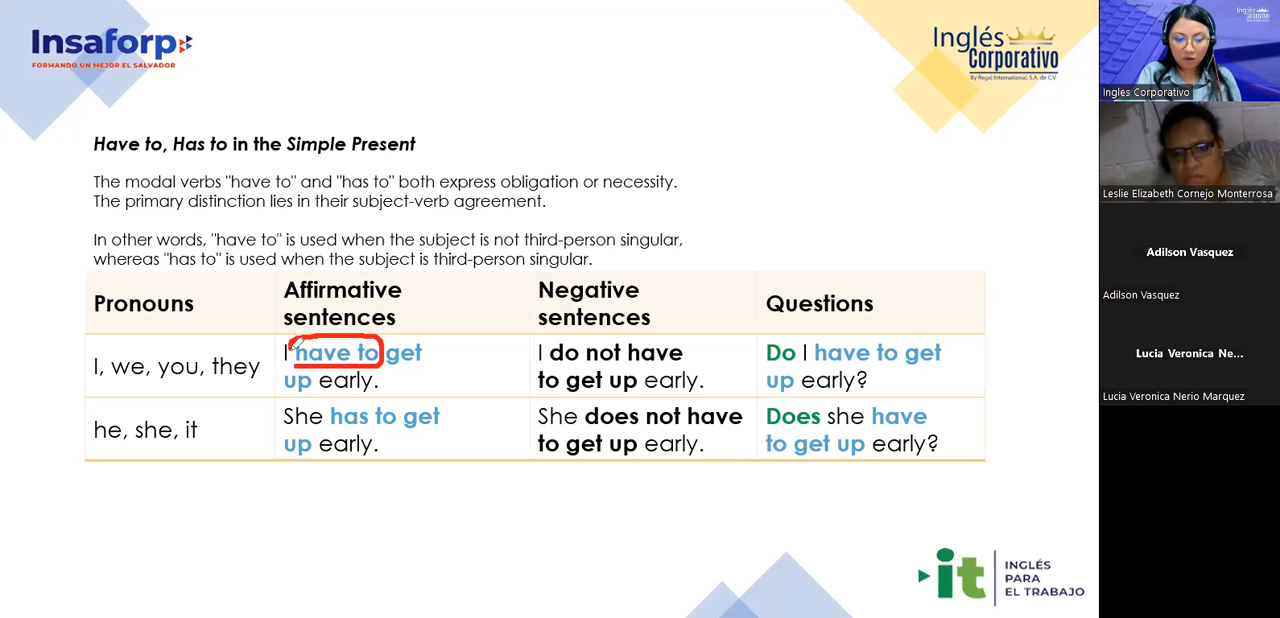 Insaforp
FORMANDO UN MEJOR EL SALVADOR
Inglés
Corporativo
By Regal International, S.A. de C.V
Have to, Has to in the Simple Present
The modal verbs "have to" and "has to" both express obligation or necessity.
The primary distinction lies in their subject-verb agreement.
In other words, "have to" is used when the subject is not third-person singular,
whereas "has to" is used when the subject is third-person singular.
Pronouns
Affirmative
sentences
Negative
sentences
Questions
I, we, you, they
I have to get
up early.
I do not have
to get up early.
Do I have to get
up early?
he, she, it
She has to get
up early.
She does not have
to get up early.
Does she have
to get up early?
it
INGLÉS
PARA
EL TRABAJO
Inglés
Ingles Corporativo
Leslie Elizabeth Cornejo Monterrosa
Adilson Vasquez
Adilson Vasquez
Lucia Veronica Ne...
Lucia Veronica Nerio Marquez